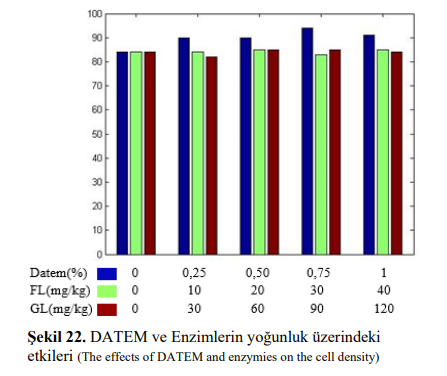 100
90
80
70
60
50
40
30
20
10
0
Datem(%) 0 0,25 0,50 0,75 1
FL(mg/kg) 0 10 20 30 40
GL(mg/kg) 0 30 60 90 120
Şekil 22. DATEM ve Enzimlerin yoğunluk üzerindeki
etkileri (The effects of DATEM and enzymies on the cell density)